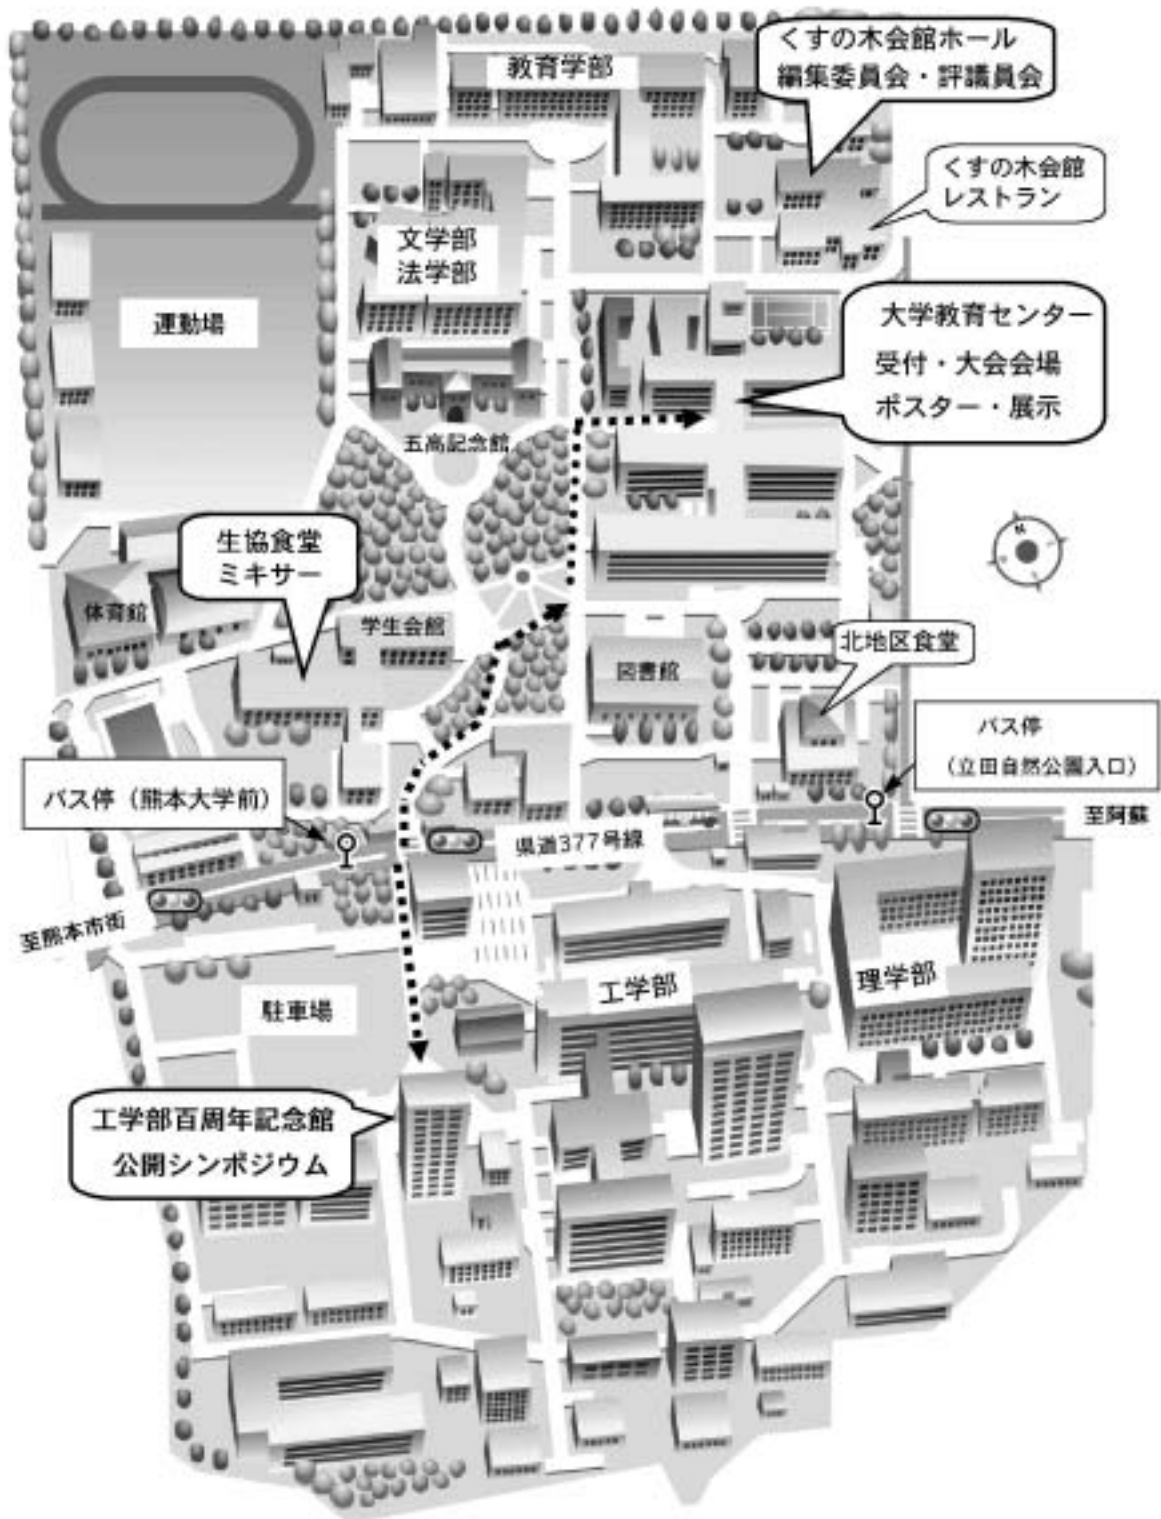 くすの木会館ホール
編集委員会・評議員会
教育学部
くすの木会館
レストラン
文学部
法学部
運動場
大学教育センター
受付・大会会場
ポスター・展示
五高記念館
生協食堂
ミキサー
N
体育館
学生会館
北地区食堂
図書館
バス停
(立田自然公園入口)
バス停(熊本大学前)
至阿蘇
県道377号線
至熊本市街
工学部
理学部
駐車場
工学部百周年記念館
公開シンポジウム